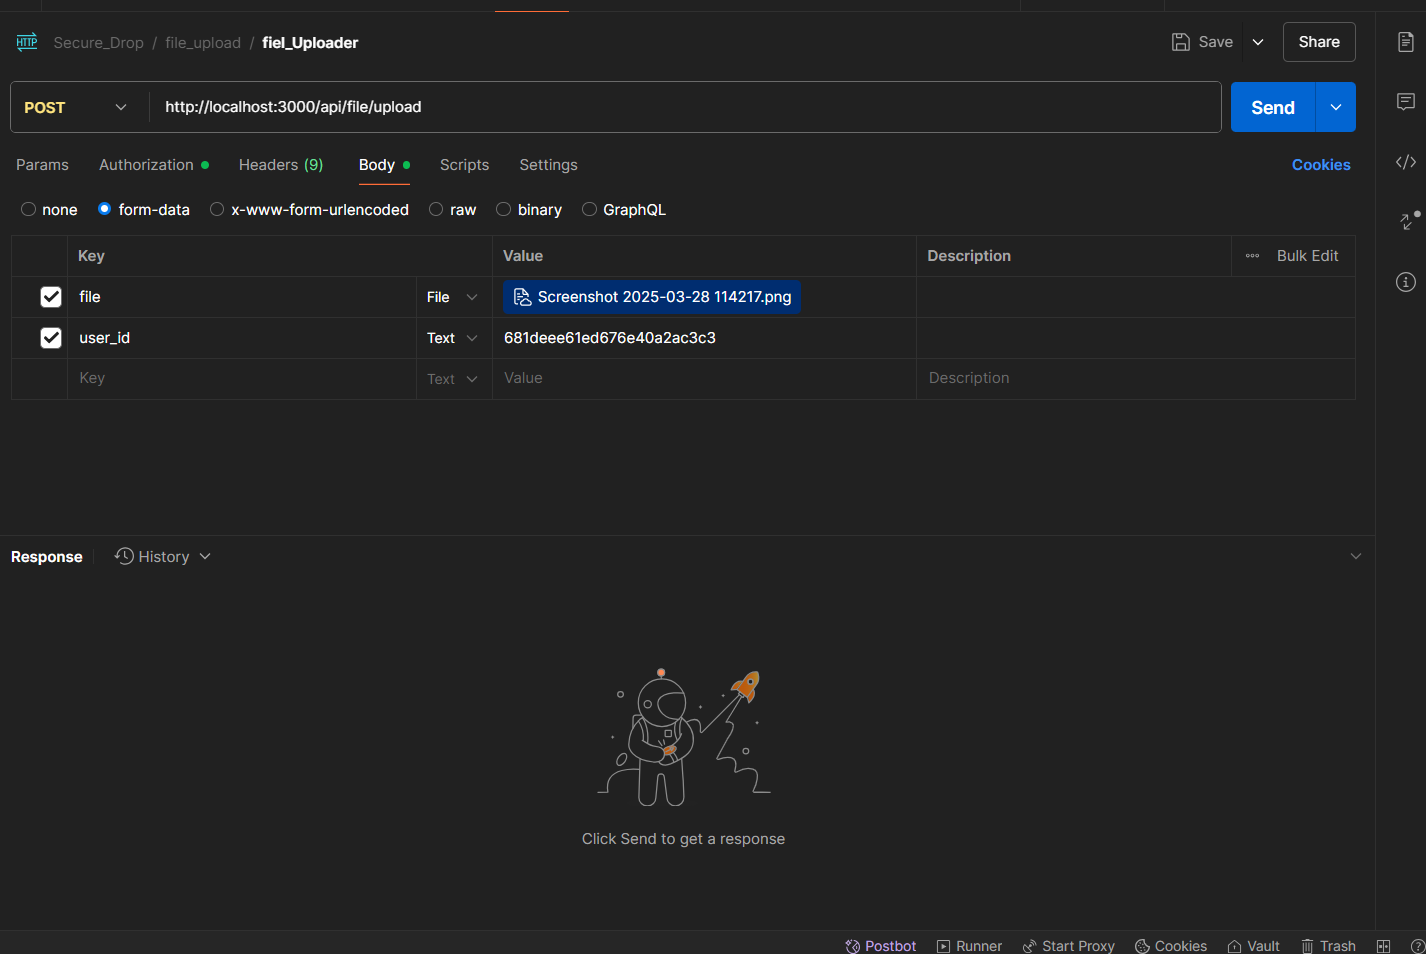 HTTP Secure_Drop / file_upload / fiel_Uploader Save Share
POST http://localhost:3000/api/file/upload Send
Params Authorization Headers (9) Body Scripts Settings Cookies
none form-data x-www-form-urlencoded raw binary GraphQL
Key Value Description Bulk Edit
file File Screenshot 2025-03-28 114217.png
user_id Text 681deee61ed676e40a2ac3c3
Key Text Value Description
Response History
Click Send to get a response
Postbot Runner Start Proxy Cookies Vault Trash